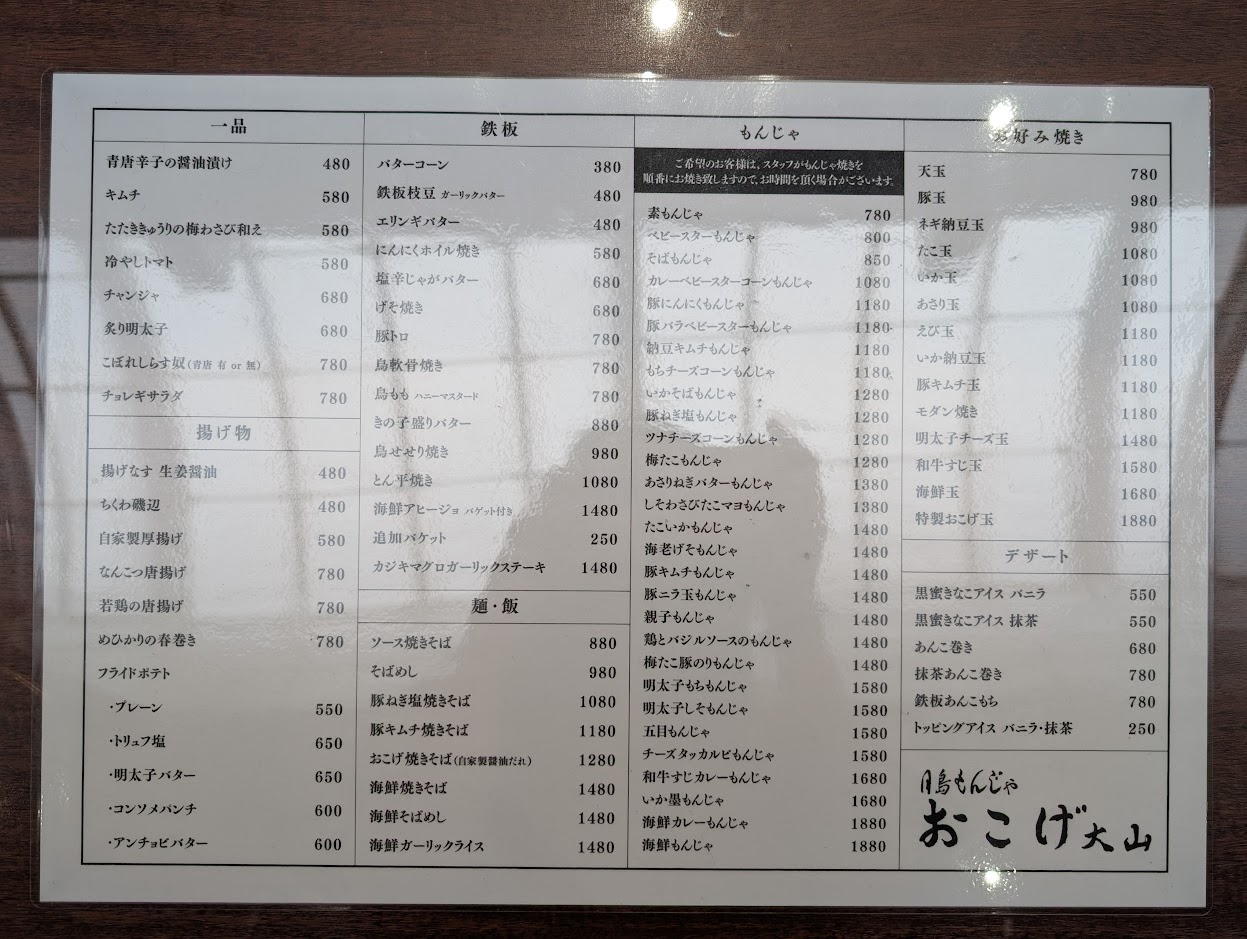 一品
青唐辛子の醤油漬け 480
キムチ 580
たたききゅうりの梅わさび和え 580
冷やしトマト 580
チャンジャ 680
炙り明太子 680
こぼれしらす奴(青唐 有 or 無) 780
チョレギサラダ 780
揚げ物
揚げなす 生姜醤油 480
ちくわ磯辺 480
自家製厚揚げ 580
なんこつ唐揚げ 780
若鶏の唐揚げ 780
めひかりの春巻き 780
フライドポテト
・プレーン 550
・トリュフ塩 650
・明太子バター 650
・コンソメパンチ 600
・アンチョビバター 600
鉄板
バターコーン 380
鉄板枝豆 ガーリックバター 480
エリンギバター 480
にんにくホイル焼き 580
塩辛じゃがバター 680
げそ焼き 680
豚トロ 780
鳥軟骨焼き 780
鳥もも ハニーマスタード 780
きの子盛りバター 880
鳥せせり焼き 980
とん平焼き 1080
海鮮アヒージョ バゲット付き 1480
追加バケット 250
カジキマグロガーリックステーキ 1480
麺・飯
ソース焼きそば 880
そばめし 980
豚ねぎ塩焼きそば 1080
豚キムチ焼きそば 1180
おこげ焼きそば(自家製醤油だれ) 1280
海鮮焼きそば 1480
海鮮そばめし 1480
海鮮ガーリックライス 1480
もんじゃ
ご希望のお客様は、スタッフがもんじゃ焼きを
順番にお焼き致しますので、お時間を頂く場合がございます。
素もんじゃ 780
ベビースターもんじゃ 800
そばもんじゃ 850
カレーベビースターコーンもんじゃ 1080
豚にんにくもんじゃ 1180
豚バラベビースターもんじゃ 1180
納豆キムチもんじゃ 1180
もちチーズコーンもんじゃ 1180
いかそばもんじゃ 1280
豚ねぎ塩もんじゃ 1280
ツナチーズコーンもんじゃ 1280
梅たこもんじゃ 1280
あさりねぎバターもんじゃ 1380
しそわさびたこマヨもんじゃ 1380
たこいかもんじゃ 1480
海老げそもんじゃ 1480
豚キムチもんじゃ 1480
豚ニラ玉もんじゃ 1480
親子もんじゃ 1480
鶏とバジルソースのもんじゃ 1480
梅たこ豚のりもんじゃ 1480
明太子もちもんじゃ 1580
明太子しそもんじゃ 1580
五目もんじゃ 1580
チーズタッカルビもんじゃ 1580
和牛すじカレーもんじゃ 1680
いか墨もんじゃ 1680
海鮮カレーもんじゃ 1880
海鮮もんじゃ 1880
お好み焼き
天玉 780
豚玉 980
ネギ納豆玉 980
たこ玉 1080
いか玉 1080
あさり玉 1080
えび玉 1180
いか納豆玉 1180
豚キムチ玉 1180
モダン焼き 1180
明太子チーズ玉 1480
和牛すじ玉 1580
海鮮玉 1680
特製おこげ玉 1880
デザート
黒蜜きなこアイス バニラ 550
黒蜜きなこアイス 抹茶 550
あんこ巻き 680
抹茶あんこ巻き 780
鉄板あんこもち 780
トッピングアイス バニラ・抹茶 250
月島もんじゃ
おこげ大山